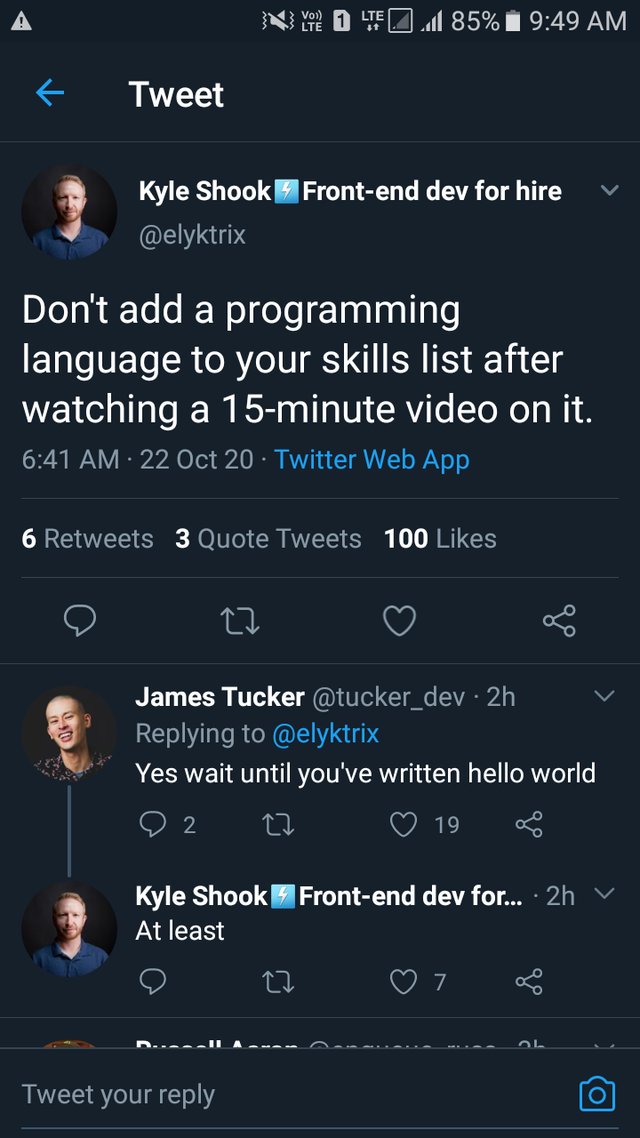 Vo))
LTE
1
LTE
85%
9:49 AM
Tweet
Kyle Shook⚡Front-end dev for hire
@elyktrix
Don't add a programming
language to your skills list after
watching a 15-minute video on it.
6:41 AM · 22 Oct 20 · Twitter Web App
6 Retweets 3 Quote Tweets 100 Likes
James Tucker @tucker_dev · 2h
Replying to @elyktrix
Yes wait until you've written hello world
2
19
Kyle Shook⚡Front-end dev for... · 2h
At least
7
Russell Aaron
2h
Tweet your reply